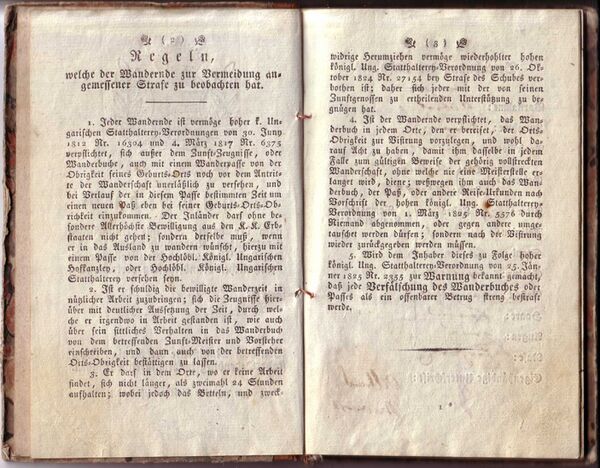 ( 2 )
Regeln,
welche der Wandernde zur Vermeidung an-
gemessener Strafe zu beobachten hat.
1. Jeder Wandernde ist vermöge hoher k. Un-
garischen Statthalterey-Verordnungen von 30. Juny
1812 Nr. 16304 und 4. März 1817 Nr. 6375
verpflichtet, sich außer dem Zunft-Zeugnisse, oder
Wanderbuche, auch mit einem Wanderpasse von der
Obrigkeit seines Geburts-Orts noch vor dem Antrit-
te der Wanderschaft unerläßlich zu versehen, und
bei Verlauf der in diesem Passe bestimmten Zeit um
einen neuen Paß eben bei seiner Geburts-Orts-Ob-
rigkeit einzukommen. Der Inländer darf ohne be-
sondere Allerhöchste Bewilligung aus den K. K. Erb-
staaten nicht gehen; sondern derselbe muß, wenn
er in das Ausland zu wandern wünscht, hierzu mit
einem Passe von der Hochlöbl. Königl. Ungarischen
Hofkanzley, oder Hochlöbl. Königl. Ungarischen
Statthalterey versehen seyn.
2. Ist er schuldig die bewilligte Wanderzeit in
nützlicher Arbeit zuzubringen; sich die Zeugnisse hier-
über mit deutlicher Aussetzung der Zeit, durch wel-
che er irgendwo in Arbeit gestanden ist, wie auch
über sein sittliches Verhalten in das Wanderbuch
von dem betreffenden Zunft-Meister und Vorsteher
einschreiben, und dann auch von der betreffenden
Orts-Obrigkeit bestättigen zu lassen.
3. Er darf in dem Orte, wo er keine Arbeit
findet, sich nicht länger, als zweimahl 24 Stunden
aufhalten; wobei jedoch das Betteln, und zweck-
( 3 )
widrige Herumziehen vermöge wiederhohlter hohen
königl. Ung. Statthalterey-Verordnung von 26. Ok-
tober 1824 Nr. 27154 bey Strafe des Schubes ver-
bothen ist; daher sich jeder mit der von seinen
Zunftgenossen zu ertheilenden Unterstützung zu be-
gnügen hat.
4. Ist der Wandernde verpflichtet, das Wan-
derbuch in jedem Orte, den er bereiset, der Orts-
Obrigkeit zur Vistrung vorzulegen, und wohl dar-
auf Acht zu haben, damit ihm daselbe in jedem
Falle zum gültigen Beweise der gehörig vollstreckten
Wanderschaft, ohne welche nie eine Meisterstelle er-
langet wird, diene; weßwegen ihm auch das Wan-
derbuch, der Paß, oder andere Reise-Urkunden nach
Vorschrift der hohen königl. Ung. Statthalterey-
Verordnung von 1. März 1825 Nr. 5376 durch
Niemand abgenommen, oder gegen andere umge-
tauschet werden dürfen; sondern nach der Vistrung
wieder zurückgegeben werden müssen.
5. Wird dem Inhaber dieses zu Folge hoher
königl. Ung. Statthalterey-Verordnung von 25. Jän-
ner 1825 Nr. 2355 zur Warnung bekannt gemacht,
daß jede Verfälschung des Wanderbuches oder
Passes als ein offenbarer Betrug streng bestraft
werde.
1 *